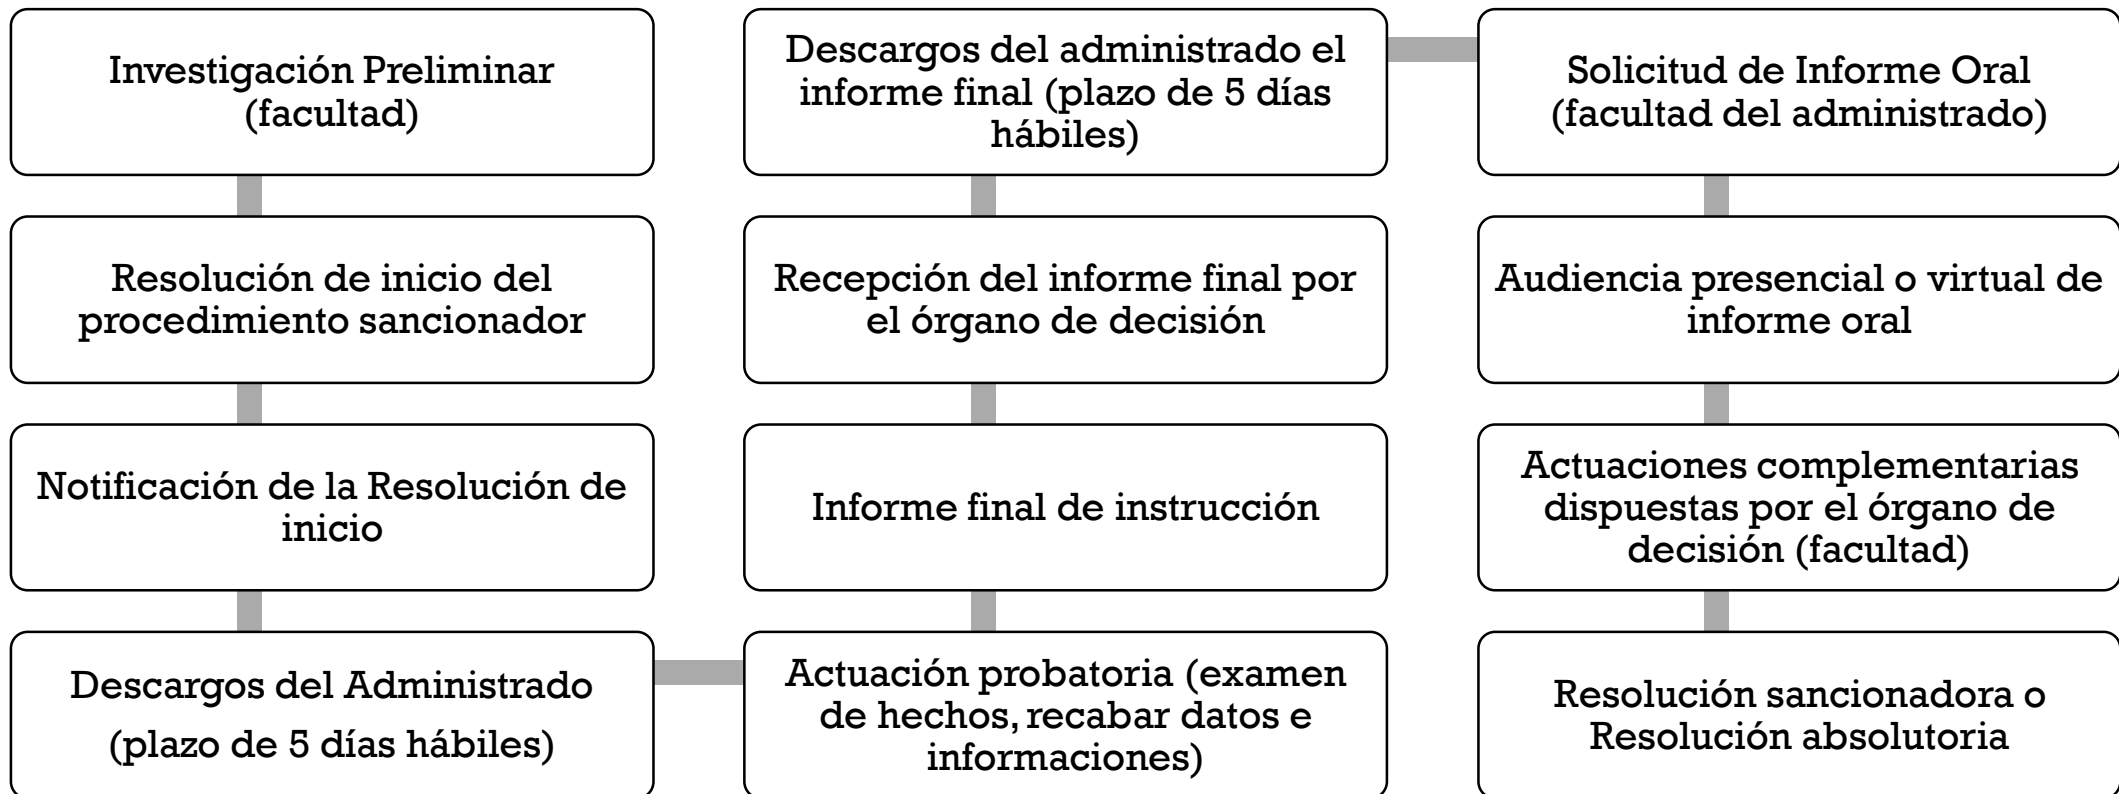 Investigación Preliminar
(facultad)
Resolución de inicio del
procedimiento sancionador
Notificación de la Resolución de
inicio
Descargos del Administrado
(plazo de 5 días hábiles)
Actuación probatoria (examen
de hechos, recabar datos e
informaciones)
Informe final de instrucción
Recepción del informe final por
el órgano de decisión
Descargos del administrado el
informe final (plazo de 5 días
hábiles)
Solicitud de Informe Oral
(facultad del administrado)
Audiencia presencial o virtual de
informe oral
Actuaciones complementarias
dispuestas por el órgano de
decisión (facultad)
Resolución sancionadora o
Resolución absolutoria